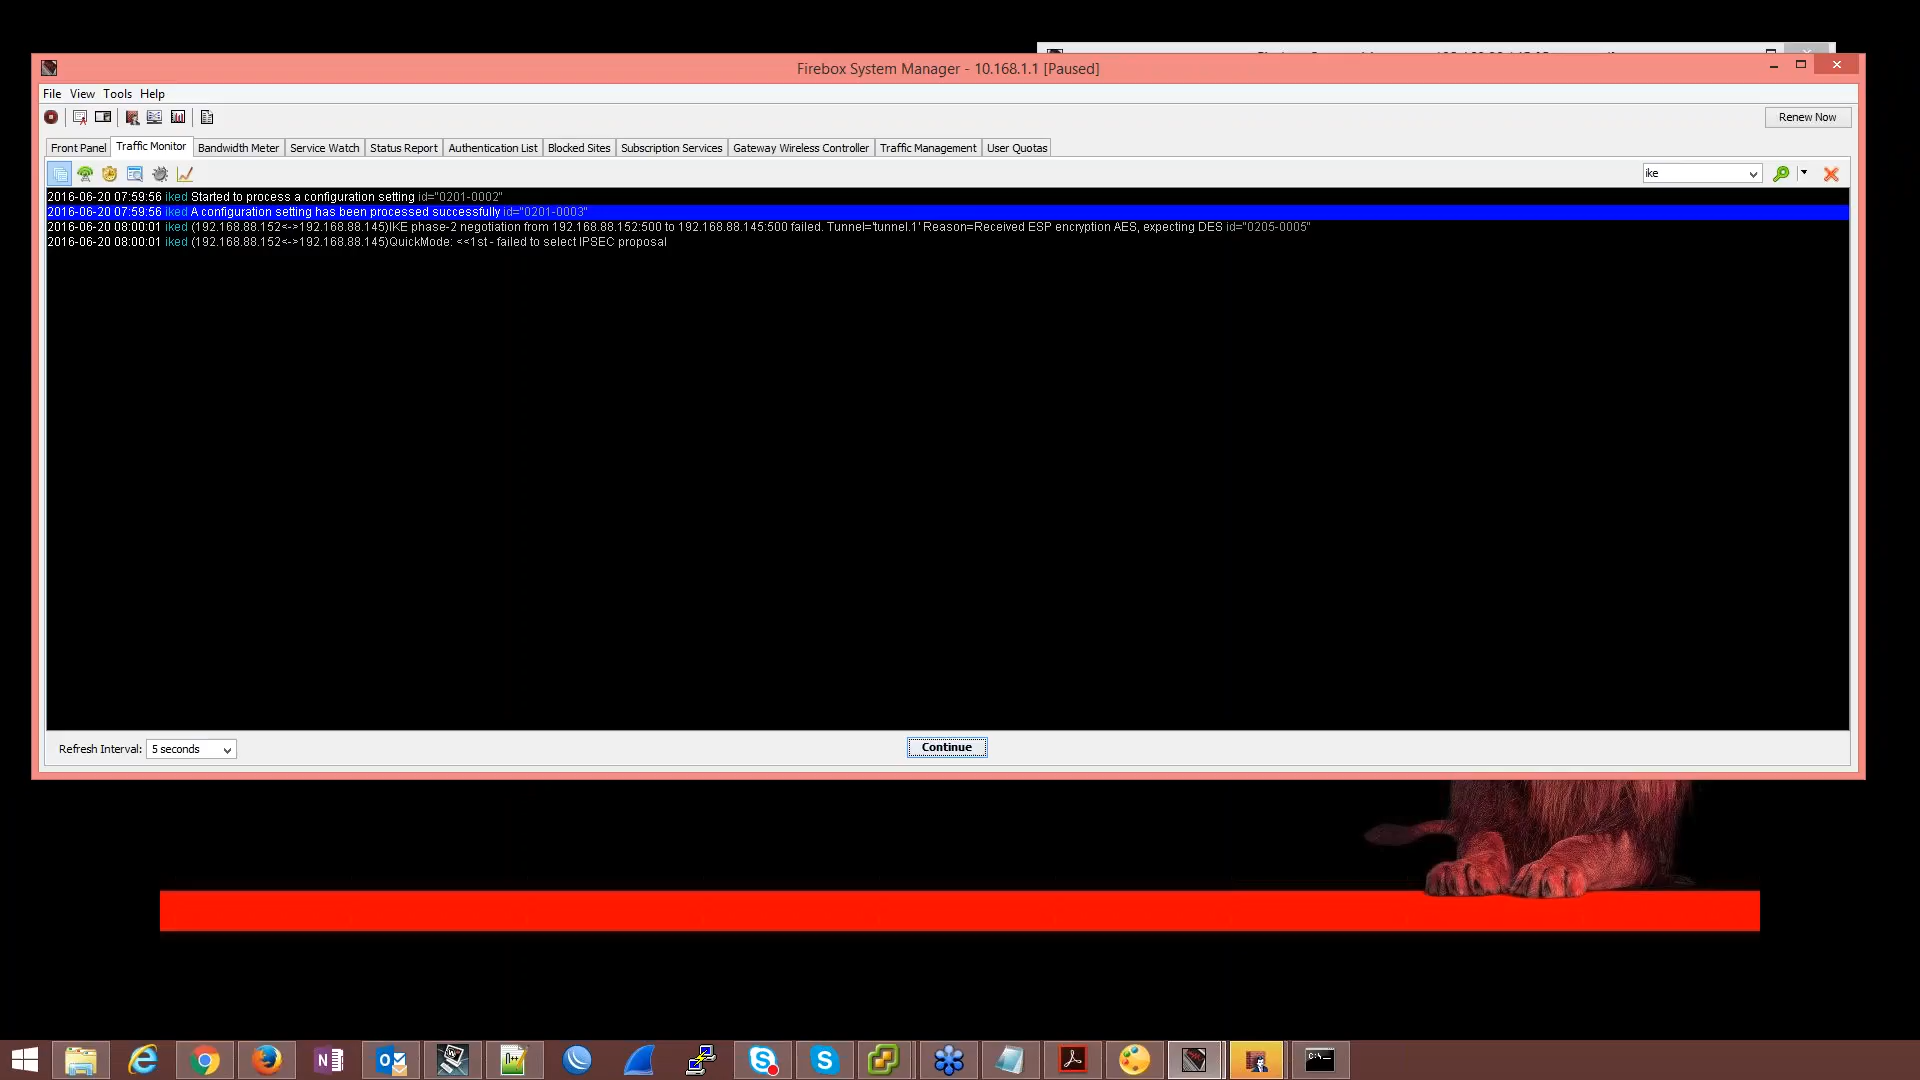 Firebox System Manager - 10.168.1.1 [Paused]
File View Tools Help
Renew Now
Front Panel Traffic Monitor Bandwidth Meter Service Watch Status Report Authentication List Blocked Sites Subscription Services Gateway Wireless Controller Traffic Management User Quotas
ike
2016-06-20 07:59:56 iked Started to process a configuration setting id="0201-0002"
2016-06-20 07:59:56 iked A configuration setting has been processed successfully id="0201-0003"
2016-06-20 08:00:01 iked (192.168.88.152<->192.168.88.145)IKE phase-2 negotiation from 192.168.88.152:500 to 192.168.88.145:500 failed. Tunnel='tunnel.1' Reason=Received ESP encryption AES, expecting DES id="0205-0005"
2016-06-20 08:00:01 iked (192.168.88.152<->192.168.88.145)QuickMode: <<1st - failed to select IPSEC proposal
Refresh Interval: 5 seconds
Continue